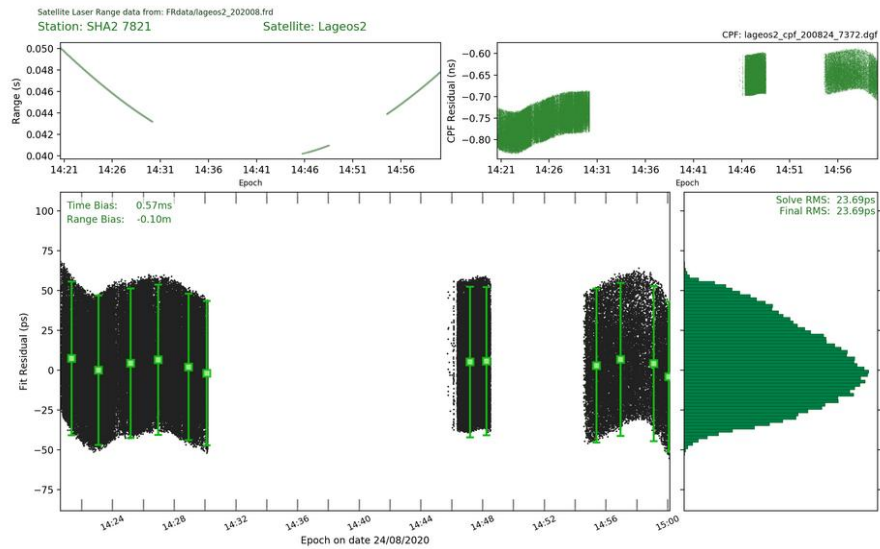 Satellite Laser Range data from: FRdata/lageos2_202008.frd
Station: SHA2 7821 Satellite: Lageos2
CPF: lageos2_cpf_200824_7372.dgf
0.050
0.048
0.046
0.044
0.042
0.040
Range (s)
14:21 14:26 14:31 14:36 14:41 14:46 14:51 14:56
Epoch
−0.60
−0.65
−0.70
−0.75
−0.80
CPF Residual (ns)
14:21 14:26 14:31 14:36 14:41 14:46 14:51 14:56
Epoch
Time Bias: 0.57ms
Range Bias: -0.10m
100
75
50
25
0
−25
−50
−75
Fit Residual (ps)
14:24 14:28 14:32 14:36 14:40 14:44 14:48 14:52 14:56 15:00
Epoch on date 24/08/2020
Solve RMS: 23.69ps
Final RMS: 23.69ps